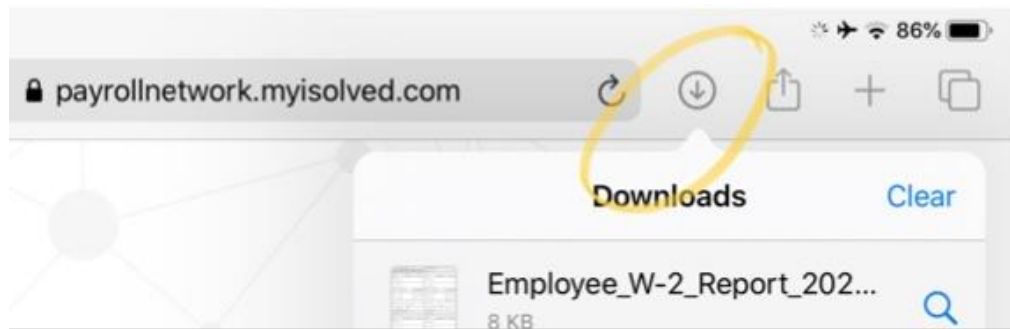 86%
payrollnetwork.myisolved.com
Downloads
Clear
Employee_W-2_Report_202...
8 KB